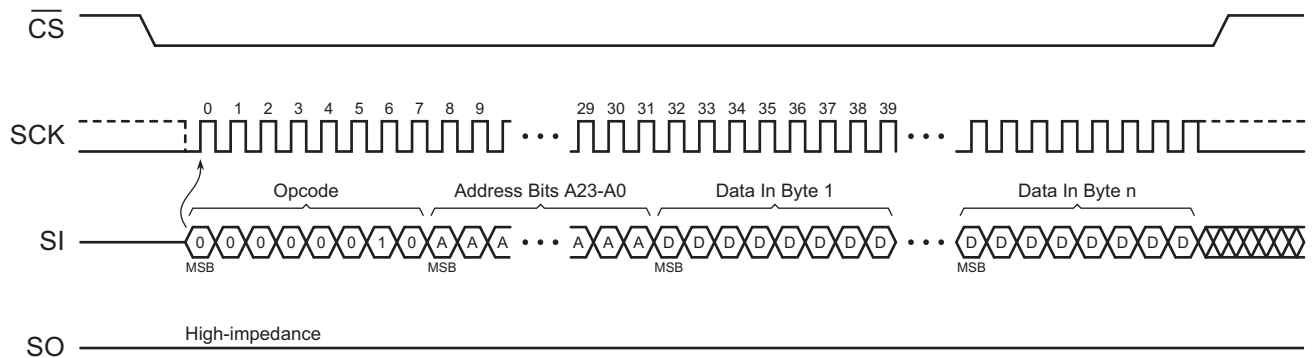 CS
0 1 2 3 4 5 6 7 8 9 29 30 31 32 33 34 35 36 37 38 39
SCK
Opcode Address Bits A23-A0 Data In Byte 1 Data In Byte n
SI 0 0 0 0 0 0 1 0 A A A A A A D D D D D D D D D D D D D D D D
MSB MSB MSB MSB
High-impedance
SO